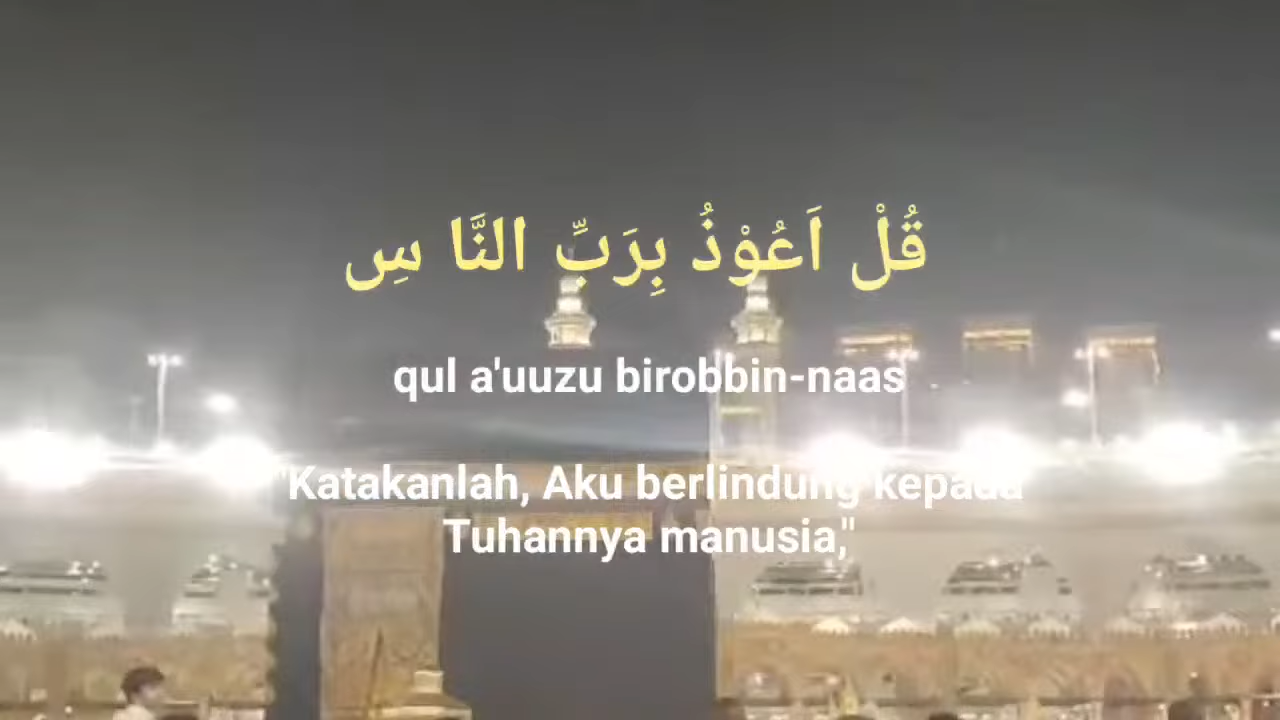 قُلْ اَعُوْذُ بِرَبِّ النَّا سِ
qul a'uuzu birobbin-naas
"Katakanlah, Aku berlindung kepada
Tuhannya manusia,"